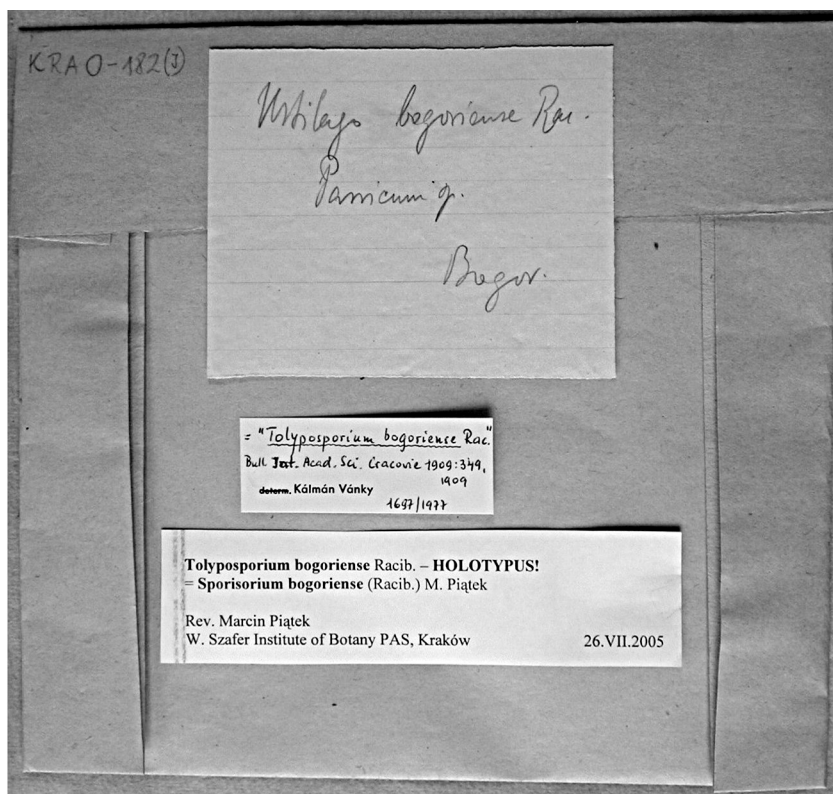 KRA O-182(J)
Ustilago bogoriense Rac.
Pannicum sp.
Bogor.
= "Tolyposporium bogoriense Rac."
Bull. Int. Acad. Sci. Cracovie 1909:349,
1909
determ. Kálmán Vánky
1697/1977
Tolyposporium bogoriense Racib. – HOLOTYPUS!
= Sporisorium bogoriense (Racib.) M. Piątek
Rev. Marcin Piątek
W. Szafer Institute of Botany PAS, Kraków 26.VII.2005